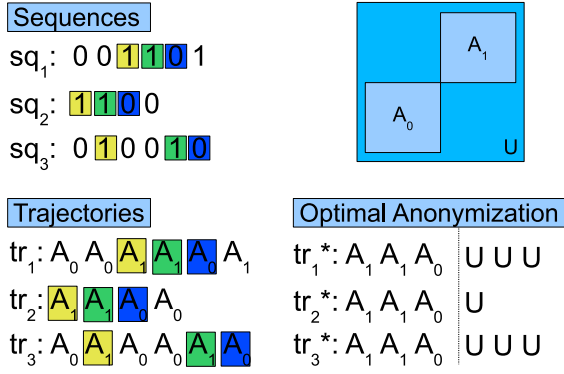 Sequences
sq1: 0 0 1 1 0 1
sq2: 1 1 0 0
sq3: 0 1 0 0 1 0
A1
A0
U
Trajectories
tr1: A0 A0 A1 A1 A0 A1
tr2: A1 A1 A0 A0
tr3: A0 A1 A0 A0 A1 A0
Optimal Anonymization
tr1*: A1 A1 A0 U U U
tr2*: A1 A1 A0 U
tr3*: A1 A1 A0 U U U